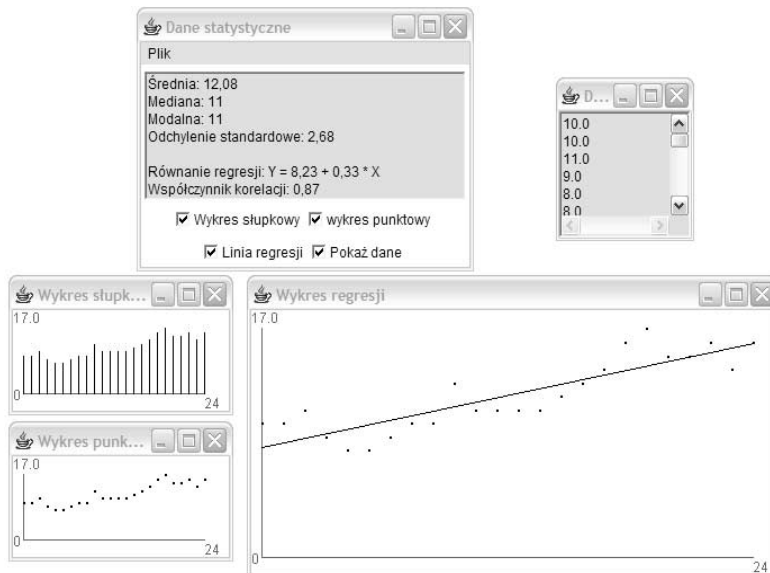 Dane statystyczne
Plik
Średnia: 12,08
Mediana: 11
Modalna: 11
Odchylenie standardowe: 2,68
Równanie regresji: Y = 8,23 + 0,33 * X
Współczynnik korelacji: 0,87
Wykres słupkowy wykres punktowy
Linia regresji Pokaż dane
D...
10.0
10.0
11.0
9.0
8.0
8.0
Wykres słupk...
17.0
0
24
Wykres punk...
17.0
0
24
Wykres regresji
17.0
0
24